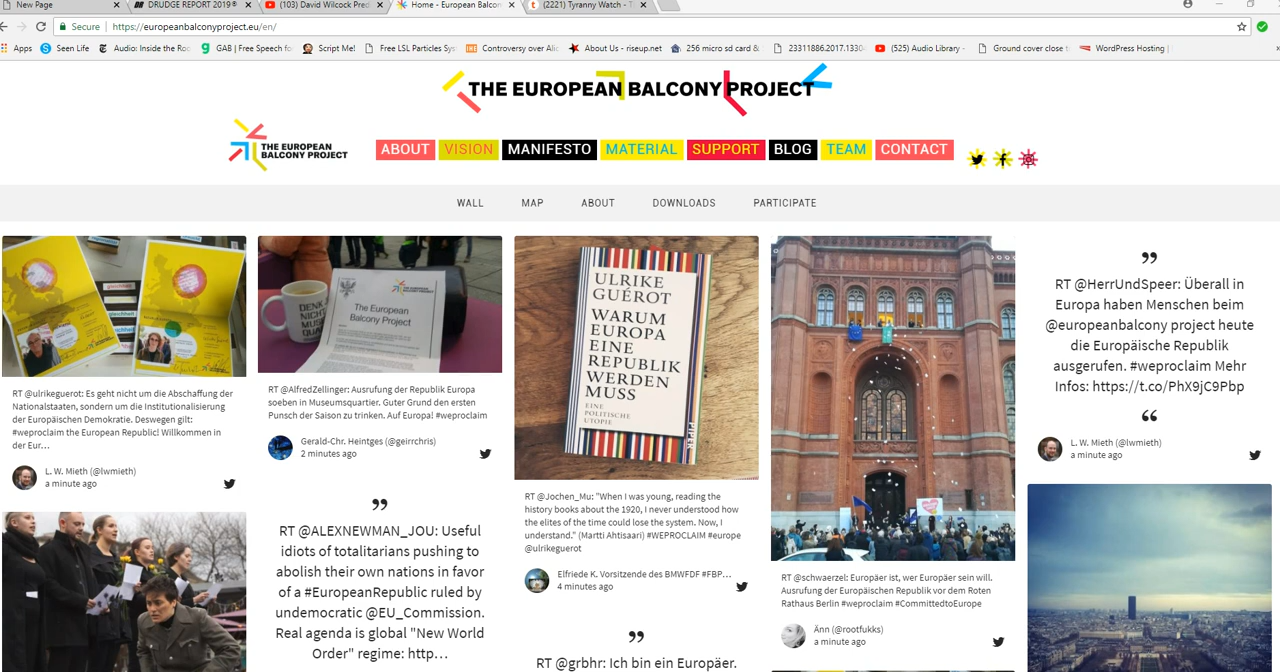 New Page
DRUDGE REPORT 2019®
(103) David Wilcock Pred
Home - European Balcon
(2221) Tyranny Watch - T
Secure
https://europeanbalconyproject.eu/en/
Apps
Seen Life
Audio: Inside the Roc
GAB | Free Speech fo
Script Me!
Free LSL Particles Sys
Controversy over Alic
About Us - riseup.net
256 micro sd card &
23311886.2017.1330
(525) Audio Library -
Ground cover close t
WordPress Hosting |
THE EUROPEAN BALCONY PROJECT
THE EUROPEAN
BALCONY PROJECT
ABOUT
VISION
MANIFESTO
MATERIAL
SUPPORT
BLOG
TEAM
CONTACT
WALL
MAP
ABOUT
DOWNLOADS
PARTICIPATE
RT @ulrikeguerot: Es geht nicht um die Abschaffung der
Nationalstaaten, sondern um die Institutionalisierung
der Europäischen Demokratie. Deswegen gilt:
#weproclaim the European Republic! Willkommen in
der Eur…
L. W. Mieth (@lwmieth)
a minute ago
The European
Balcony Project
RT @AlfredZellinger: Ausrufung der Republik Europa
soeben in Museumsquartier. Guter Grund den ersten
Punsch der Saison zu trinken. Auf Europa! #weproclaim
Gerald-Chr. Heintges (@geirrchris)
2 minutes ago
RT @ALEXNEWMAN_JOU: Useful
idiots of totalitarians pushing to
abolish their own nations in favor
of a #EuropeanRepublic ruled by
undemocratic @EU_Commission.
Real agenda is global "New World
Order" regime: http…
ULRIKE
GUÉROT
WARUM
EUROPA
EINE
REPUBLIK
WERDEN
MUSS
EINE
POLITISCHE
UTOPIE
RT @Jochen_Mu: "When I was young, reading the
history books about the 1920, I never understood how
the elites of the time could lose the system. Now, I
understand." (Martti Ahtisaari) #WEPROCLAIM #europe
@ulrikeguerot
Elfriede K. Vorsitzende des BMWFDF #FBP…
4 minutes ago
RT @grbhr: Ich bin ein Europäer.
RT @schwaerzel: Europäer ist, wer Europäer sein will.
Ausrufung der Europäischen Republik vor dem Roten
Rathaus Berlin #weproclaim #CommittedtoEurope
Änn (@rootfukks)
a minute ago
RT @HerrUndSpeer: Überall in
Europa haben Menschen beim
@europeanbalcony project heute
die Europäische Republik
ausgerufen. #weproclaim Mehr
Infos: https://t.co/PhX9jC9Pbp
L. W. Mieth (@lwmieth)
a minute ago